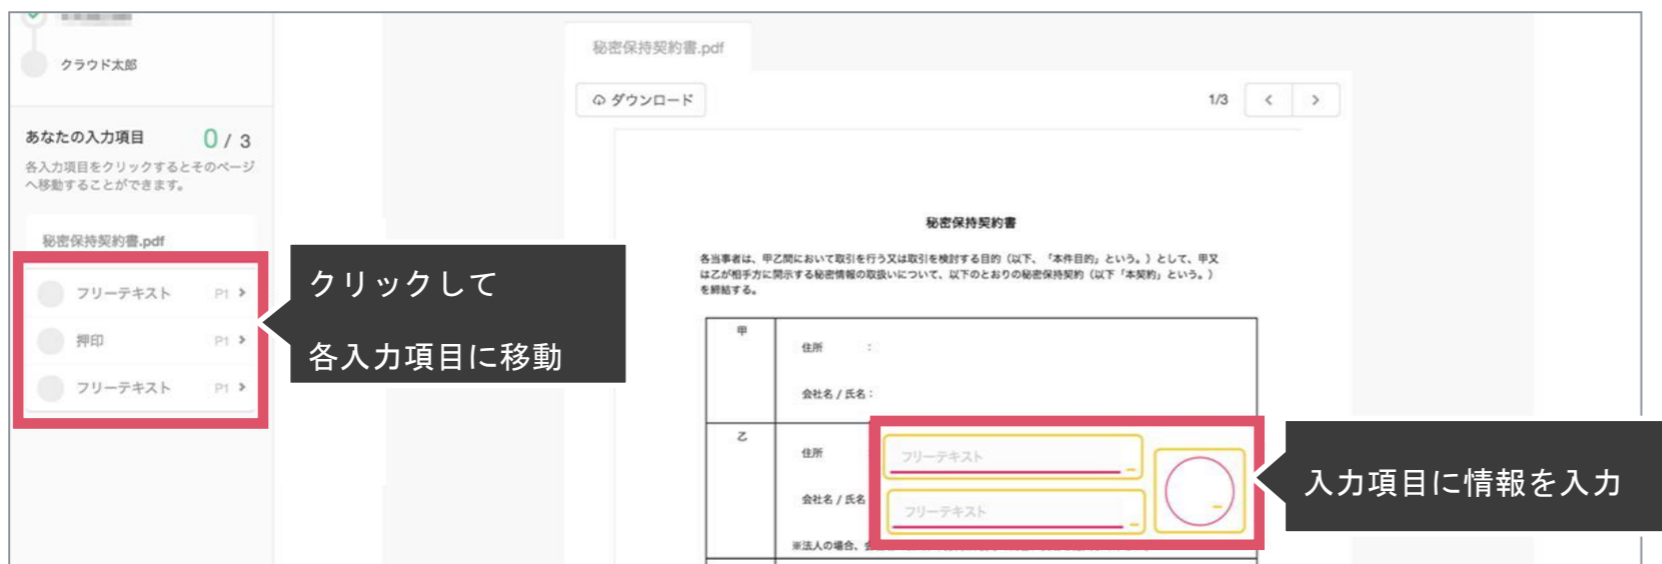 クラウド太郎
あなたの入力項目 0 / 3
各入力項目をクリックするとそのページ
へ移動することができます。
秘密保持契約書.pdf
フリーテキスト P1
押印 P1
フリーテキスト P1
クリックして
各入力項目に移動
秘密保持契約書.pdf
ダウンロード
1/3
秘密保持契約書
各当事者は、甲乙間において取引を行う又は取引を検討する目的（以下、「本件目的」という。）として、甲又
は乙が相手方に開示する秘密情報の取扱いについて、以下のとおりの秘密保持契約（以下「本契約」という。）
を締結する。
甲
住所 ：
会社名 / 氏名：
乙
住所
フリーテキスト
会社名 / 氏名
フリーテキスト
※法人の場合、
入力項目に情報を入力